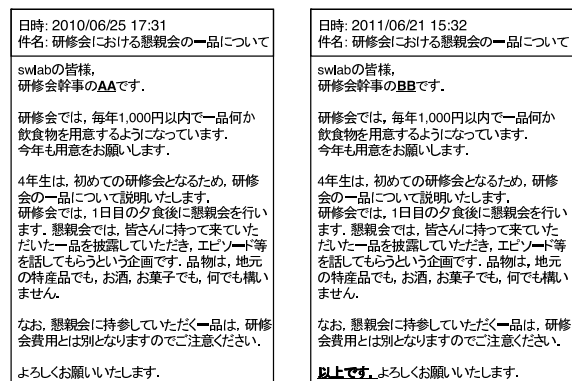 日時: 2010/06/25 17:31
件名: 研修会における懇親会の一品について
swlabの皆様,
研修会幹事のAAです.
研修会では, 毎年1,000円以内で一品何か
飲食物を用意するようになっています.
今年も用意をお願いします.
4年生は, 初めての研修会となるため, 研修
会の一品について説明いたします.
研修会では, 1日目の夕食後に懇親会を行い
ます. 懇親会では, 皆さんに持って来ていた
だいた一品を披露していただき, エピソード等
を話してもらうという企画です. 品物は, 地元
の特産品でも, お酒, お菓子でも, 何でも構い
ません.
なお, 懇親会に持参していただく一品は, 研修
会費用とは別となりますのでご注意ください.
よろしくお願いいたします.
日時: 2011/06/21 15:32
件名: 研修会における懇親会の一品について
swlabの皆様,
研修会幹事のBBです.
研修会では, 毎年1,000円以内で一品何か
飲食物を用意するようになっています.
今年も用意をお願いします.
4年生は, 初めての研修会となるため, 研修
会の一品について説明いたします.
研修会では, 1日目の夕食後に懇親会を行い
ます. 懇親会では, 皆さんに持って来ていた
だいた一品を披露していただき, エピソード等
を話してもらうという企画です. 品物は, 地元
の特産品でも, お酒, お菓子でも, 何でも構い
ません.
なお, 懇親会に持参していただく一品は, 研修
会費用とは別となりますのでご注意ください.
以上です. よろしくお願いいたします.